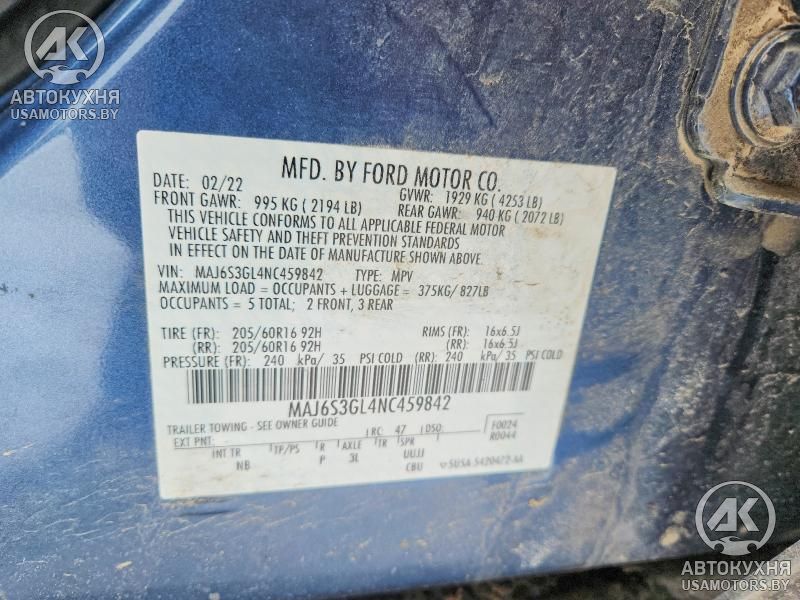 AK
АВТОКУХНЯ
USAMOTORS.BY
MFD. BY FORD MOTOR CO.
DATE: 02/22 GVWR: 1929 KG ( 4253 LB)
FRONT GAWR: 995 KG ( 2194 LB) REAR GAWR: 940 KG ( 2072 LB)
THIS VEHICLE CONFORMS TO ALL APPLICABLE FEDERAL MOTOR
VEHICLE SAFETY AND THEFT PREVENTION STANDARDS
IN EFFECT ON THE DATE OF MANUFACTURE SHOWN ABOVE.
VIN: MAJ6S3GL4NC459842 TYPE: MPV
MAXIMUM LOAD = OCCUPANTS + LUGGAGE = 375KG/ 827LB
OCCUPANTS = 5 TOTAL; 2 FRONT, 3 REAR
TIRE (FR): 205/60R16 92H RIMS (FR): 16x6.5J
(RR): 205/60R16 92H (RR): 16x6.5J
PRESSURE (FR): 240 kPa/ 35 PSI COLD (RR): 240 kPa/ 35 PSI COLD
MAJ6S3GL4NC459842
TRAILER TOWING - SEE OWNER GUIDE
EXT PNT: RC: 47 DSO: F0024
R0044
INT TR TP/PS R AXLE TR SPR
NB P 3L UUJJ
CBU 5USA-5420472-AA
AK
АВТОКУХНЯ
USAMOTORS.BY